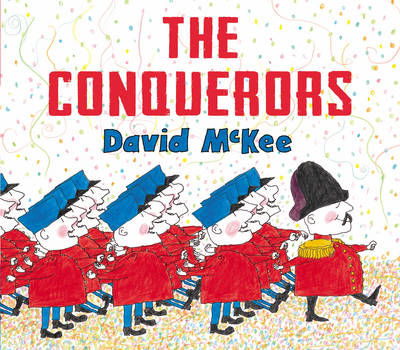 THE
CONQUERORS
David McKee